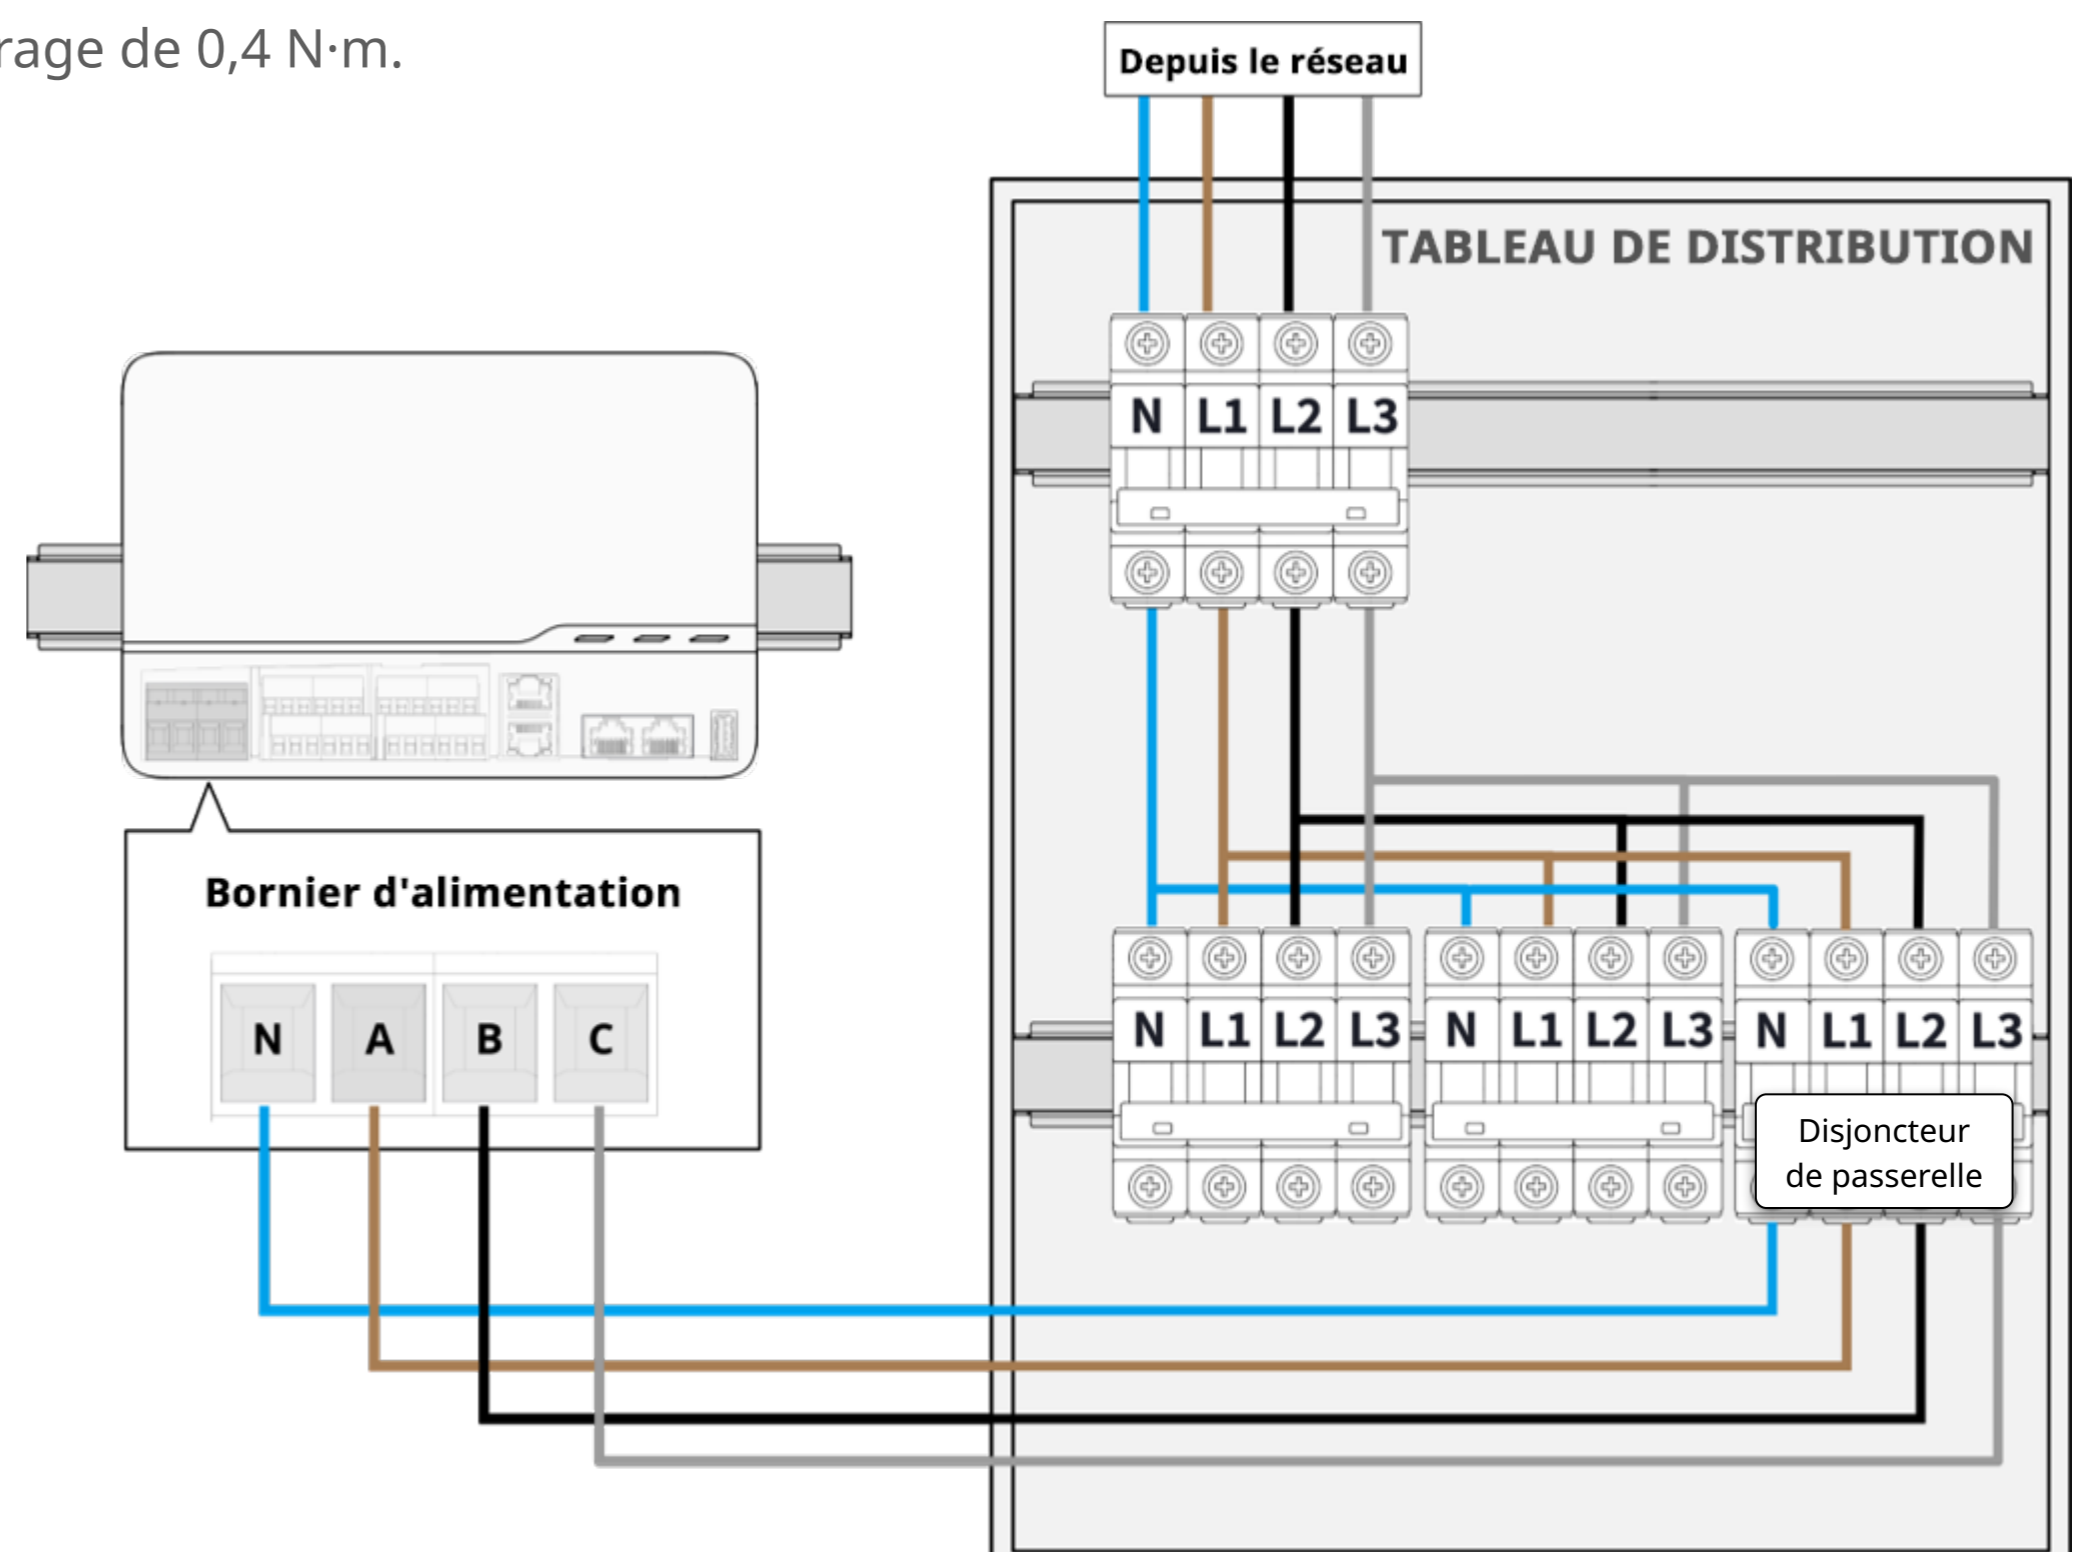 rage de 0,4 N·m.
Depuis le réseau
TABLEAU DE DISTRIBUTION
N L1 L2 L3
Bornier d'alimentation
N A B C
N L1 L2 L3 N L1 L2 L3 N L1 L2 L3
Disjoncteur
de passerelle